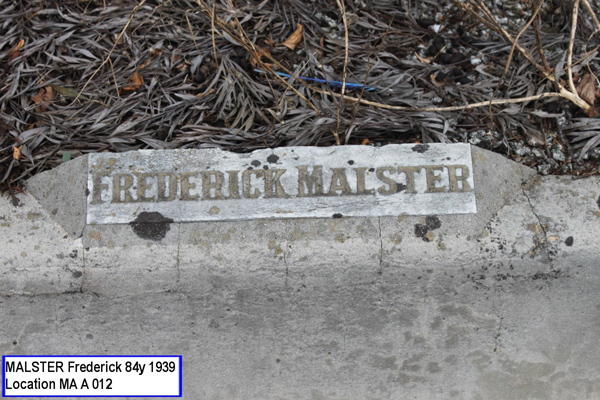 FREDERICK MALSTER
MALSTER Frederick 84y 1939
Location MA A 012